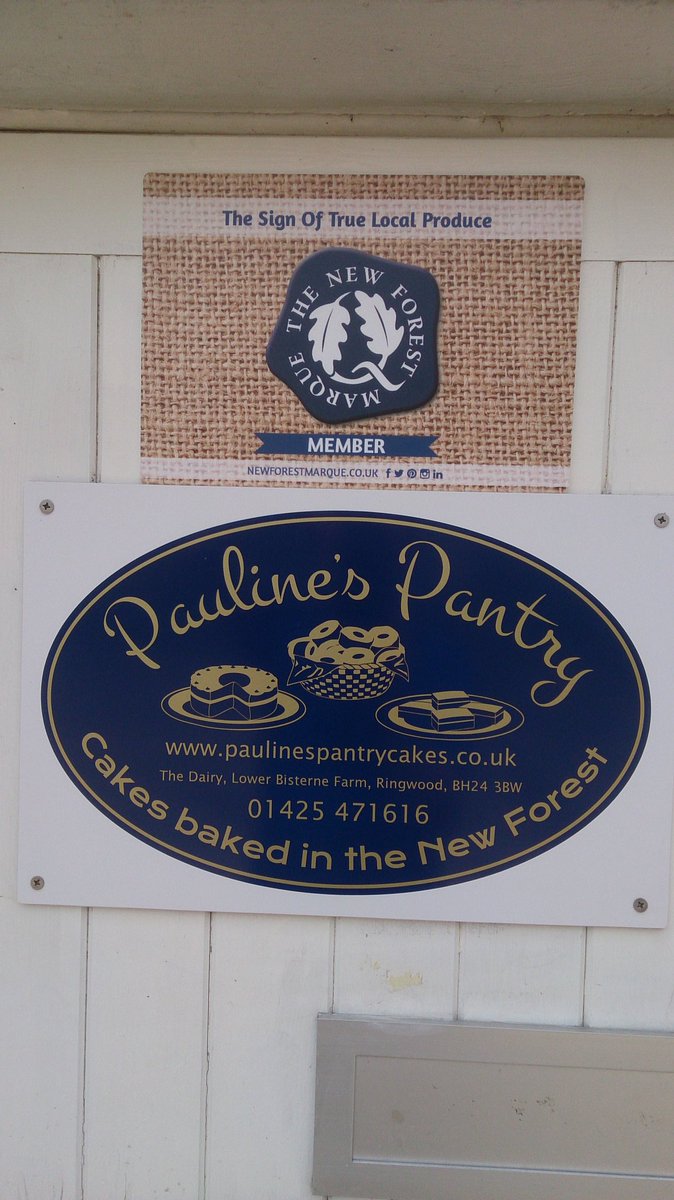 The Sign Of True Local Produce
THE NEW FOREST MARQUE
MEMBER
NEWFORESTMARQUE.CO.UK
Pauline's Pantry
www.paulinespantrycakes.co.uk
The Dairy, Lower Bisterne Farm, Ringwood, BH24 3BW
01425 471616
Cakes baked in the New Forest